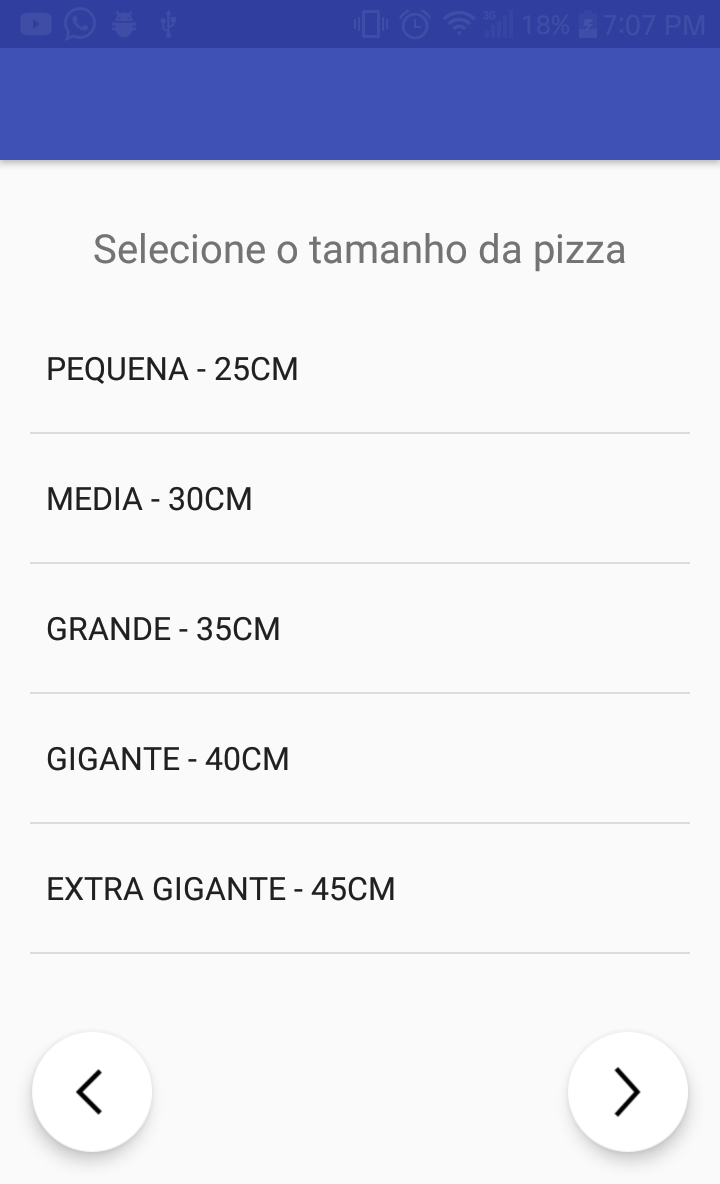 3G 18% 7:07 PM
Selecione o tamanho da pizza
PEQUENA - 25CM
MEDIA - 30CM
GRANDE - 35CM
GIGANTE - 40CM
EXTRA GIGANTE - 45CM